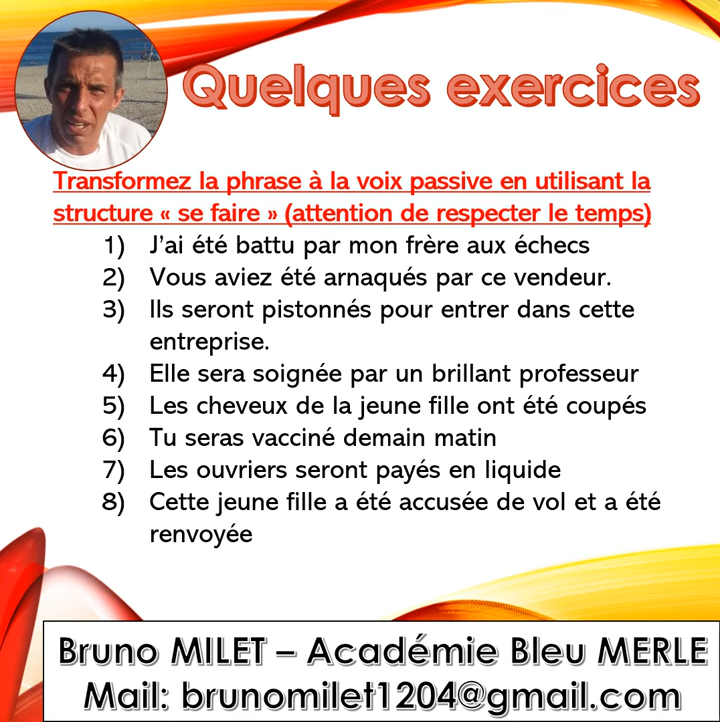 Quelques exercices
Transformez la phrase à la voix passive en utilisant la
structure « se faire » (attention de respecter le temps)
1) J’ai été battu par mon frère aux échecs
2) Vous aviez été arnaqués par ce vendeur.
3) Ils seront pistonnés pour entrer dans cette
entreprise.
4) Elle sera soignée par un brillant professeur
5) Les cheveux de la jeune fille ont été coupés
6) Tu seras vacciné demain matin
7) Les ouvriers seront payés en liquide
8) Cette jeune fille a été accusée de vol et a été
renvoyée
Bruno MILET – Académie Bleu MERLE
Mail: brunomilet1204@gmail.com